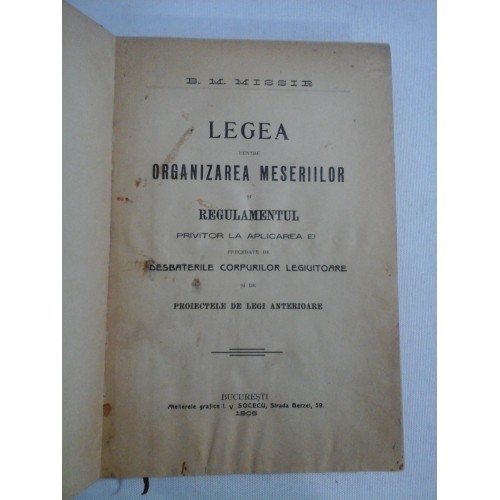 B. M. MISSIR
LEGEA
PENTRU
ORGANIZAREA MESERIILOR
ȘI
REGULAMENTUL
PRIVITOR LA APLICAREA EI
PRECEDATE DE
DESBATERILE CORPURILOR LEGIUITOARE
ȘI DE
PROIECTELE DE LEGI ANTERIOARE
BUCUREȘTI
Atelierele grafice I. V. SOCECU, Strada Berzei, 59.